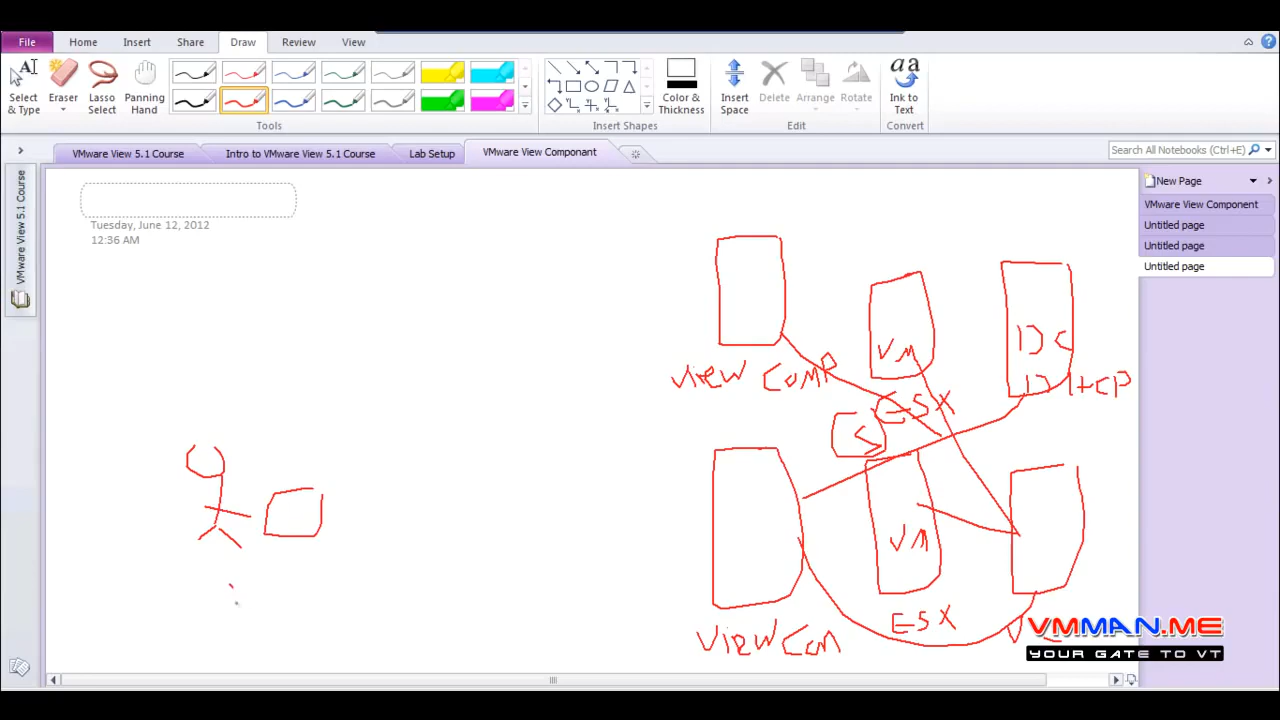 File Home Insert Share Draw Review View
Select & Type
Eraser
Lasso Select
Panning Hand
Color & Thickness
Insert Space
Delete
Arrange
Rotate
Ink to Text
Tools
Insert Shapes
Edit
Convert
VMware View 5.1 Course
Intro to VMware View 5.1 Course
Lab Setup
VMware View Componant
Search All Notebooks (Ctrl+E)
VMware View 5.1 Course
New Page
VMware View Component
Untitled page
Untitled page
Untitled page
Tuesday, June 12, 2012
12:36 AM
VM
DC
View COMP
DHCP
ESX
CS
VM
ESX
View Con
VMMAN.ME
YOUR GATE TO VT